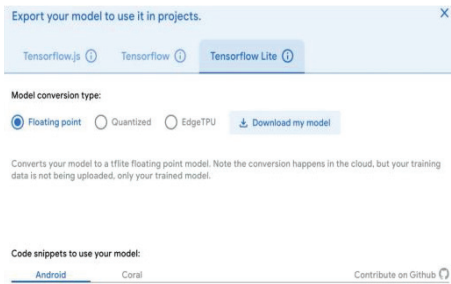 Export your model to use it in projects.
X
Tensorflow.js Tensorflow Tensorflow Lite
Model conversion type:
Floating point Quantized EdgeTPU Download my model
Converts your model to a tflite floating point model. Note the conversion happens in the cloud, but your training
data is not being uploaded, only your trained model.
Code snippets to use your model:
Android Coral Contribute on Github